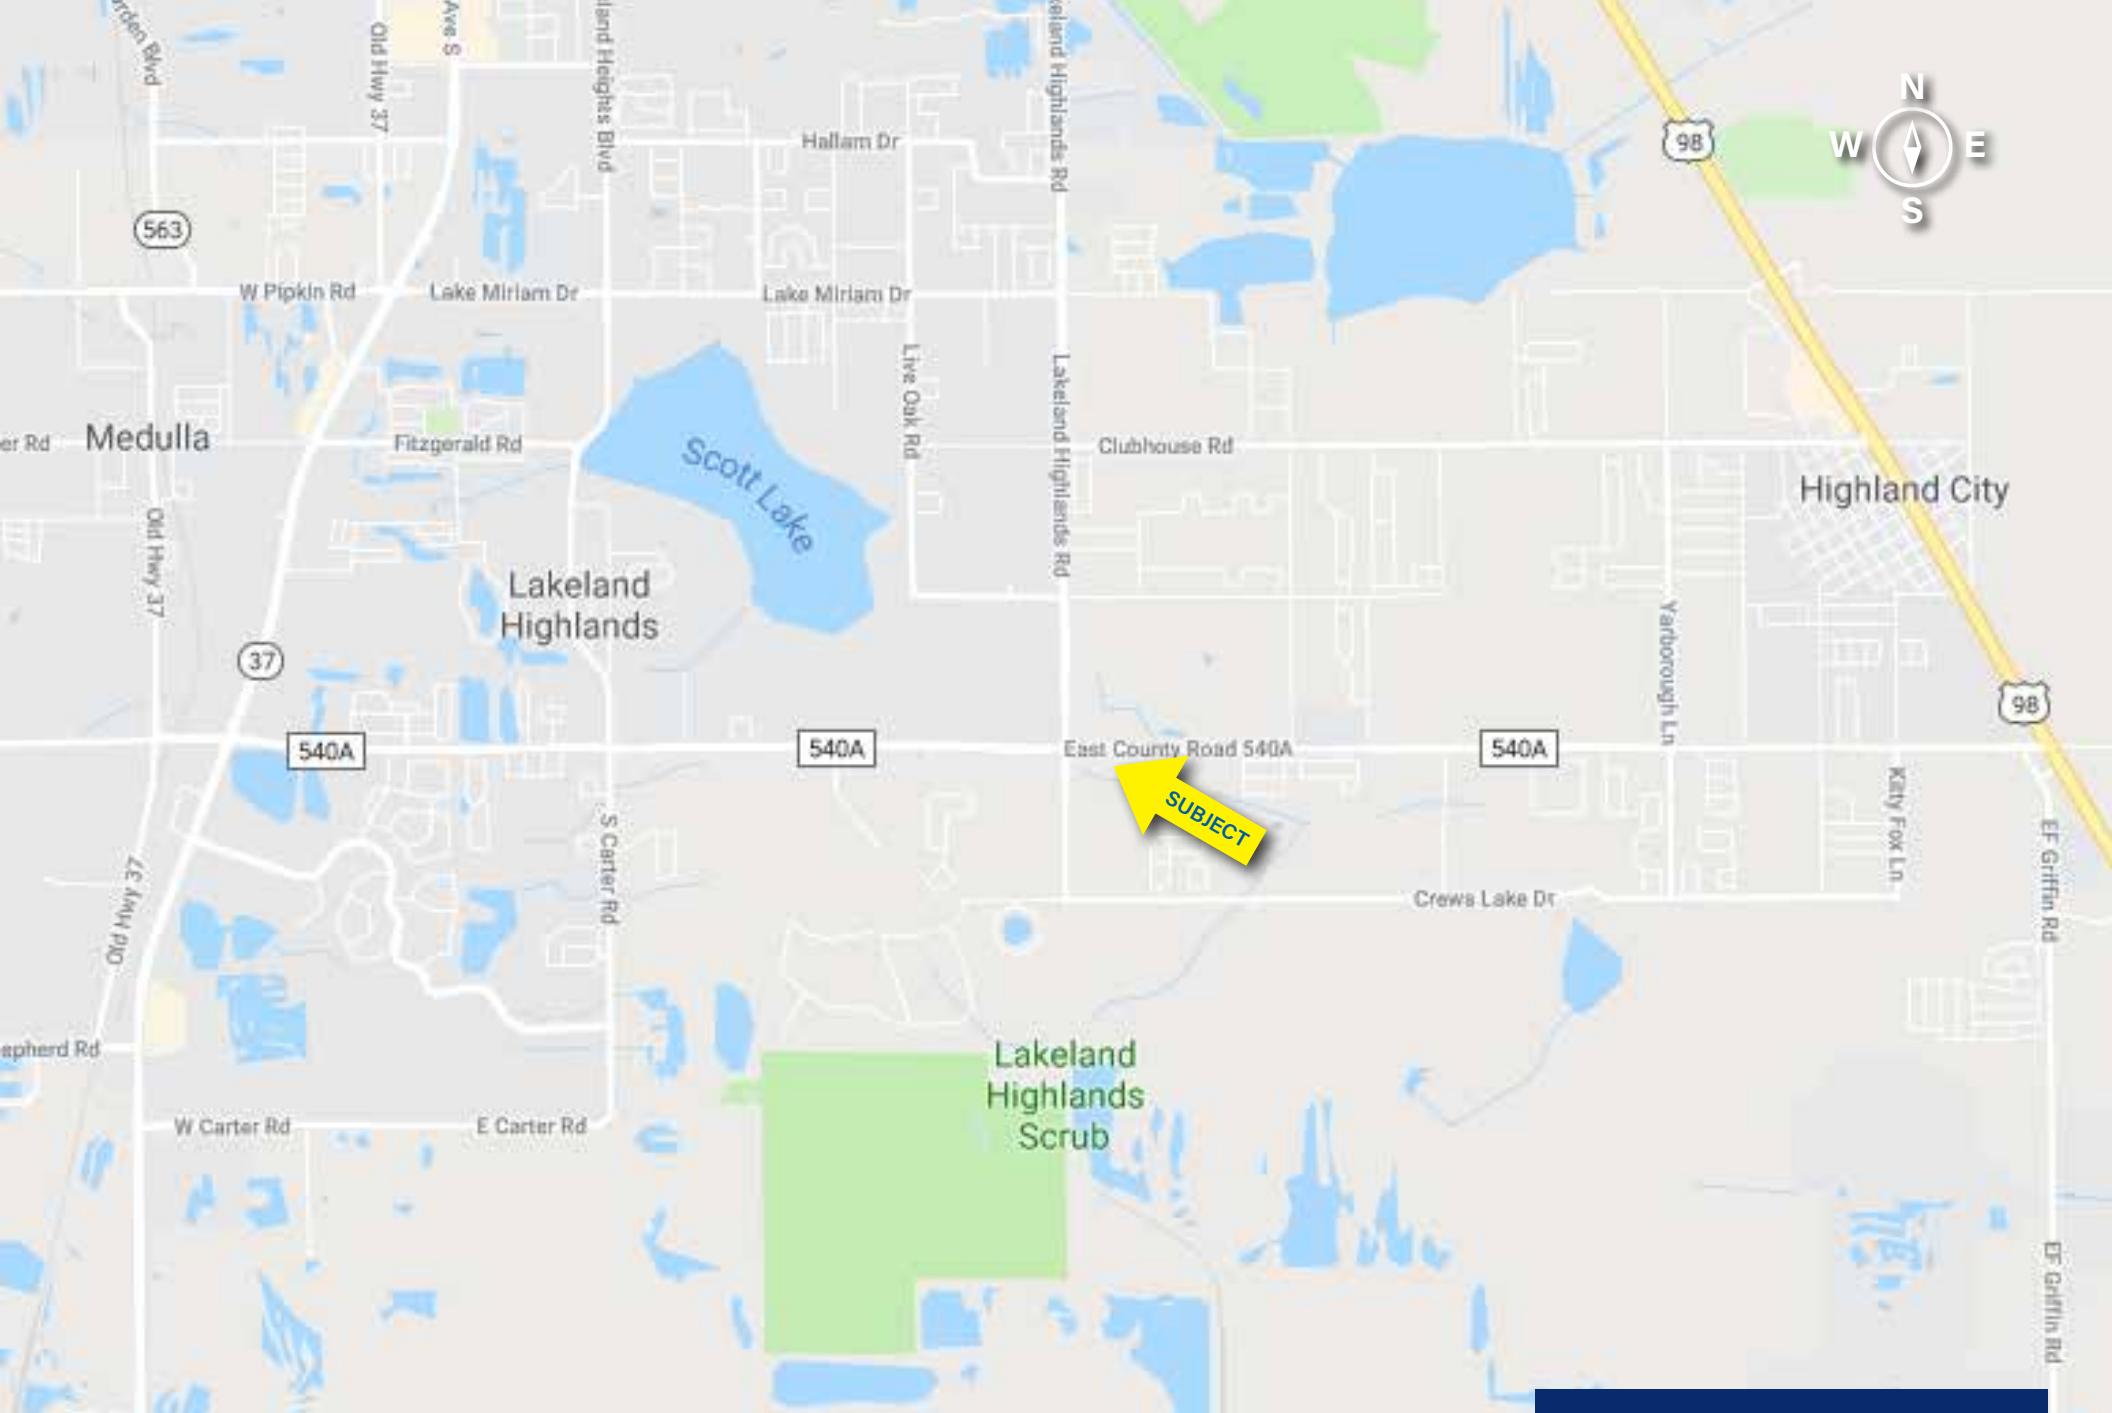 Old Hwy 37
Ave S
Hallam Dr
98
N
W
E
S
563
W Pipkin Rd
Lake Miriam Dr
Lake Miriam Dr
Live Oak Rd
Lakeland Highlands Rd
Medulla
Fitzgerald Rd
Scott Lake
Clubhouse Rd
Highland City
Old Hwy 37
Lakeland
Highlands
37
Yarborough Ln
98
540A
540A
East County Road 540A
540A
SUBJECT
Kitty Fox Ln
S Carter Rd
EF Griffin Rd
Old Hwy 37
Crews Lake Dr
Lakeland
Highlands
Scrub
W Carter Rd
E Carter Rd
EF Griffin Rd